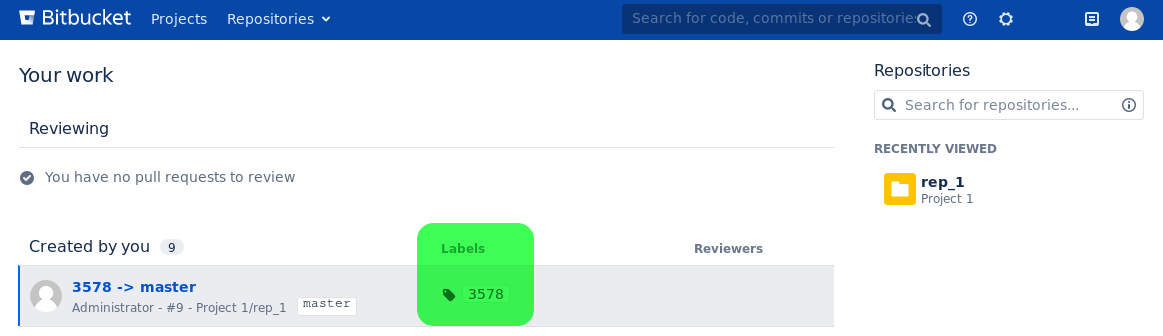 Bitbucket Projects Repositories Search for code, commits or repositories
Your work
Repositories
Search for repositories...
Reviewing
RECENTLY VIEWED
You have no pull requests to review
rep_1
Project 1
Created by you 9 Labels Reviewers
3578 -> master
3578
Administrator - #9 - Project 1/rep_1 master